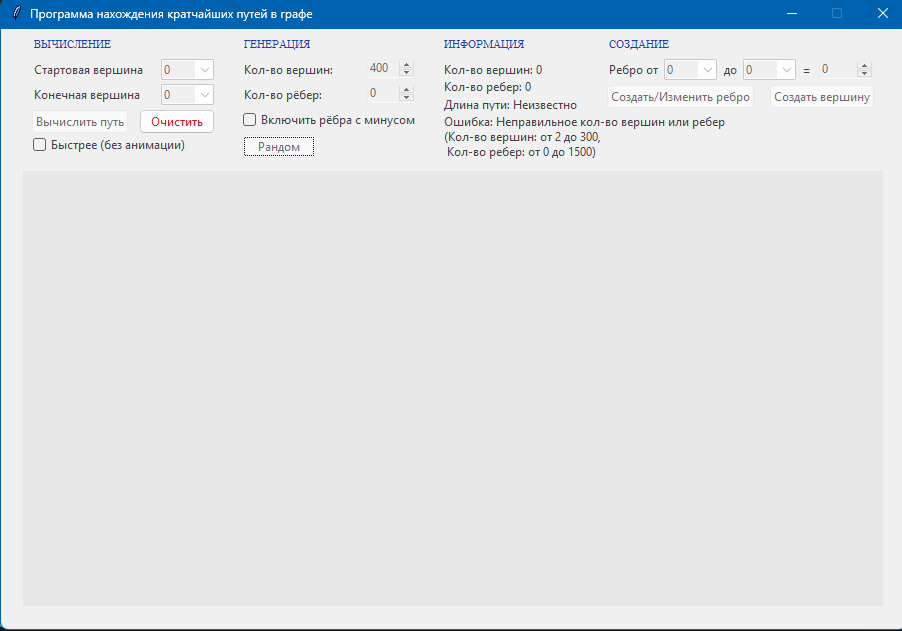 Программа нахождения кратчайших путей в графе
ВЫЧИСЛЕНИЕ
Стартовая вершина 0
Конечная вершина 0
Вычислить путь Очистить
Быстрее (без анимации)
ГЕНЕРАЦИЯ
Кол-во вершин: 400
Кол-во рёбер: 0
Включить рёбра с минусом
Рандом
ИНФОРМАЦИЯ
Кол-во вершин: 0
Кол-во ребер: 0
Длина пути: Неизвестно
Ошибка: Неправильное кол-во вершин или ребер
(Кол-во вершин: от 2 до 300,
Кол-во ребер: от 0 до 1500)
СОЗДАНИЕ
Ребро от 0 до 0 = 0
Создать/Изменить ребро Создать вершину